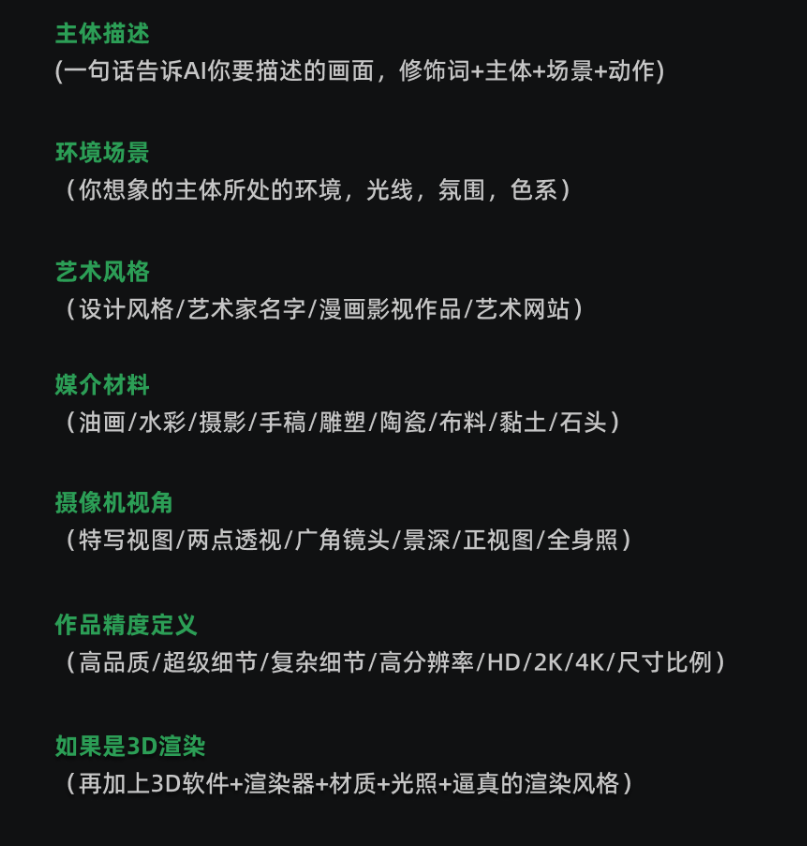 主体描述
(一句话告诉AI你要描述的画面，修饰词+主体+场景+动作)
环境场景
（你想象的主体所处的环境，光线，氛围，色系）
艺术风格
（设计风格/艺术家名字/漫画影视作品/艺术网站）
媒介材料
（油画/水彩/摄影/手稿/雕塑/陶瓷/布料/黏土/石头）
摄像机视角
（特写视图/两点透视/广角镜头/景深/正视图/全身照）
作品精度定义
（高品质/超级细节/复杂细节/高分辨率/HD/2K/4K/尺寸比例）
如果是3D渲染
（再加上3D软件+渲染器+材质+光照+逼真的渲染风格）